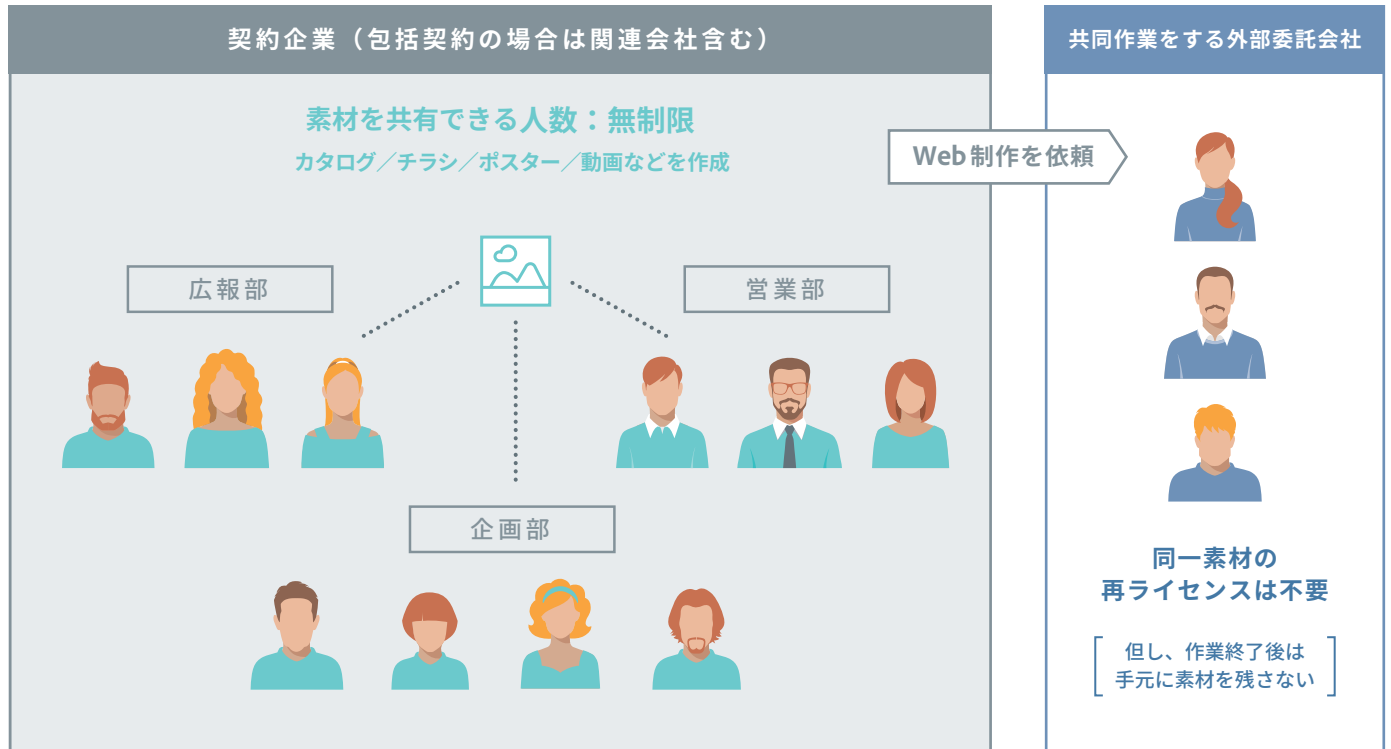 契約企業（包括契約の場合は関連会社含む）
共同作業をする外部委託会社
素材を共有できる人数：無制限
カタログ／チラシ／ポスター／動画などを作成
Web制作を依頼
広報部
営業部
企画部
同一素材の
再ライセンスは不要
但し、作業終了後は
手元に素材を残さない